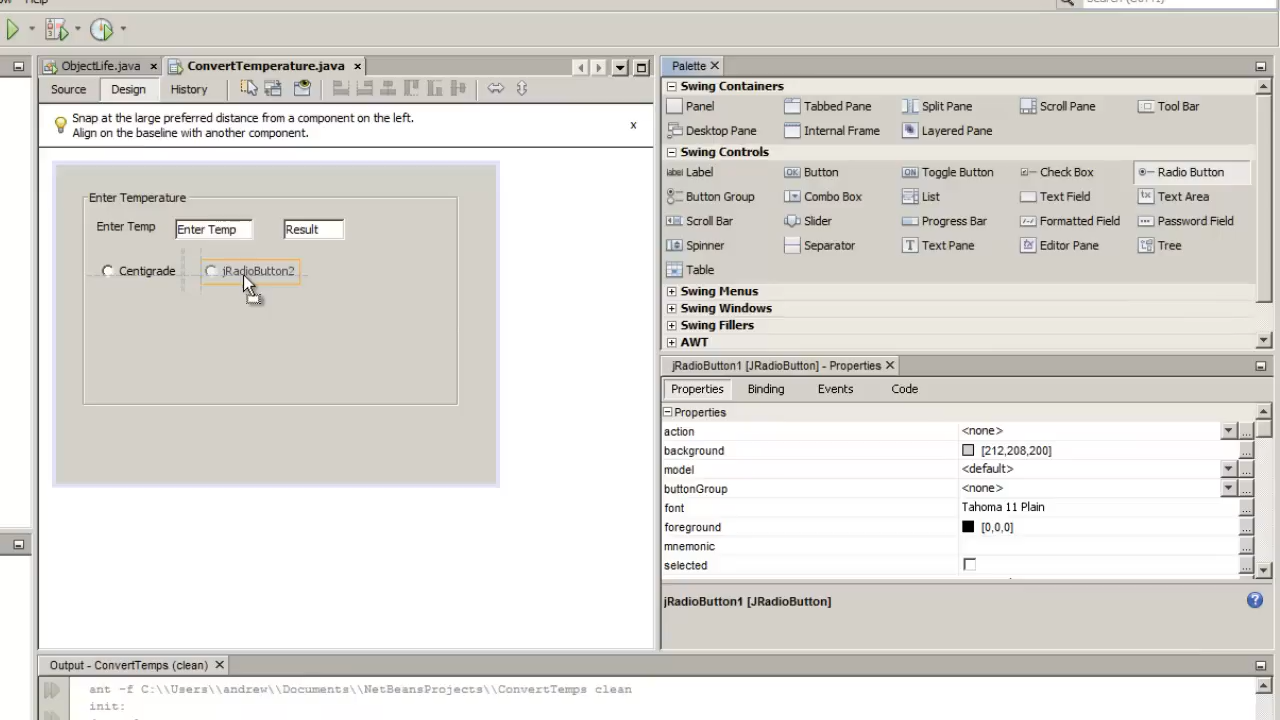 Help
ObjectLife.java
ConvertTemperature.java
Source Design History
Snap at the large preferred distance from a component on the left.
Align on the baseline with another component.
x
Enter Temperature
Enter Temp Enter Temp Result
Centigrade jRadioButton2
Palette
Swing Containers
Panel Tabbed Pane Split Pane Scroll Pane Tool Bar
Desktop Pane Internal Frame Layered Pane
Swing Controls
label Label OK Button ON Toggle Button Check Box Radio Button
Button Group Combo Box List Text Field Text Area
Scroll Bar Slider Progress Bar Formatted Field Password Field
Spinner Separator Text Pane Editor Pane Tree
Table
Swing Menus
Swing Windows
Swing Fillers
AWT
jRadioButton1 [JRadioButton] - Properties
Properties Binding Events Code
Properties
action <none>
background [212,208,200]
model <default>
buttonGroup <none>
font Tahoma 11 Plain
foreground [0,0,0]
mnemonic
selected
jRadioButton1 [JRadioButton]
Output - ConvertTemps (clean)
ant -f C:\\Users\\andrew\\Documents\\NetBeansProjects\\ConvertTemps clean
init: